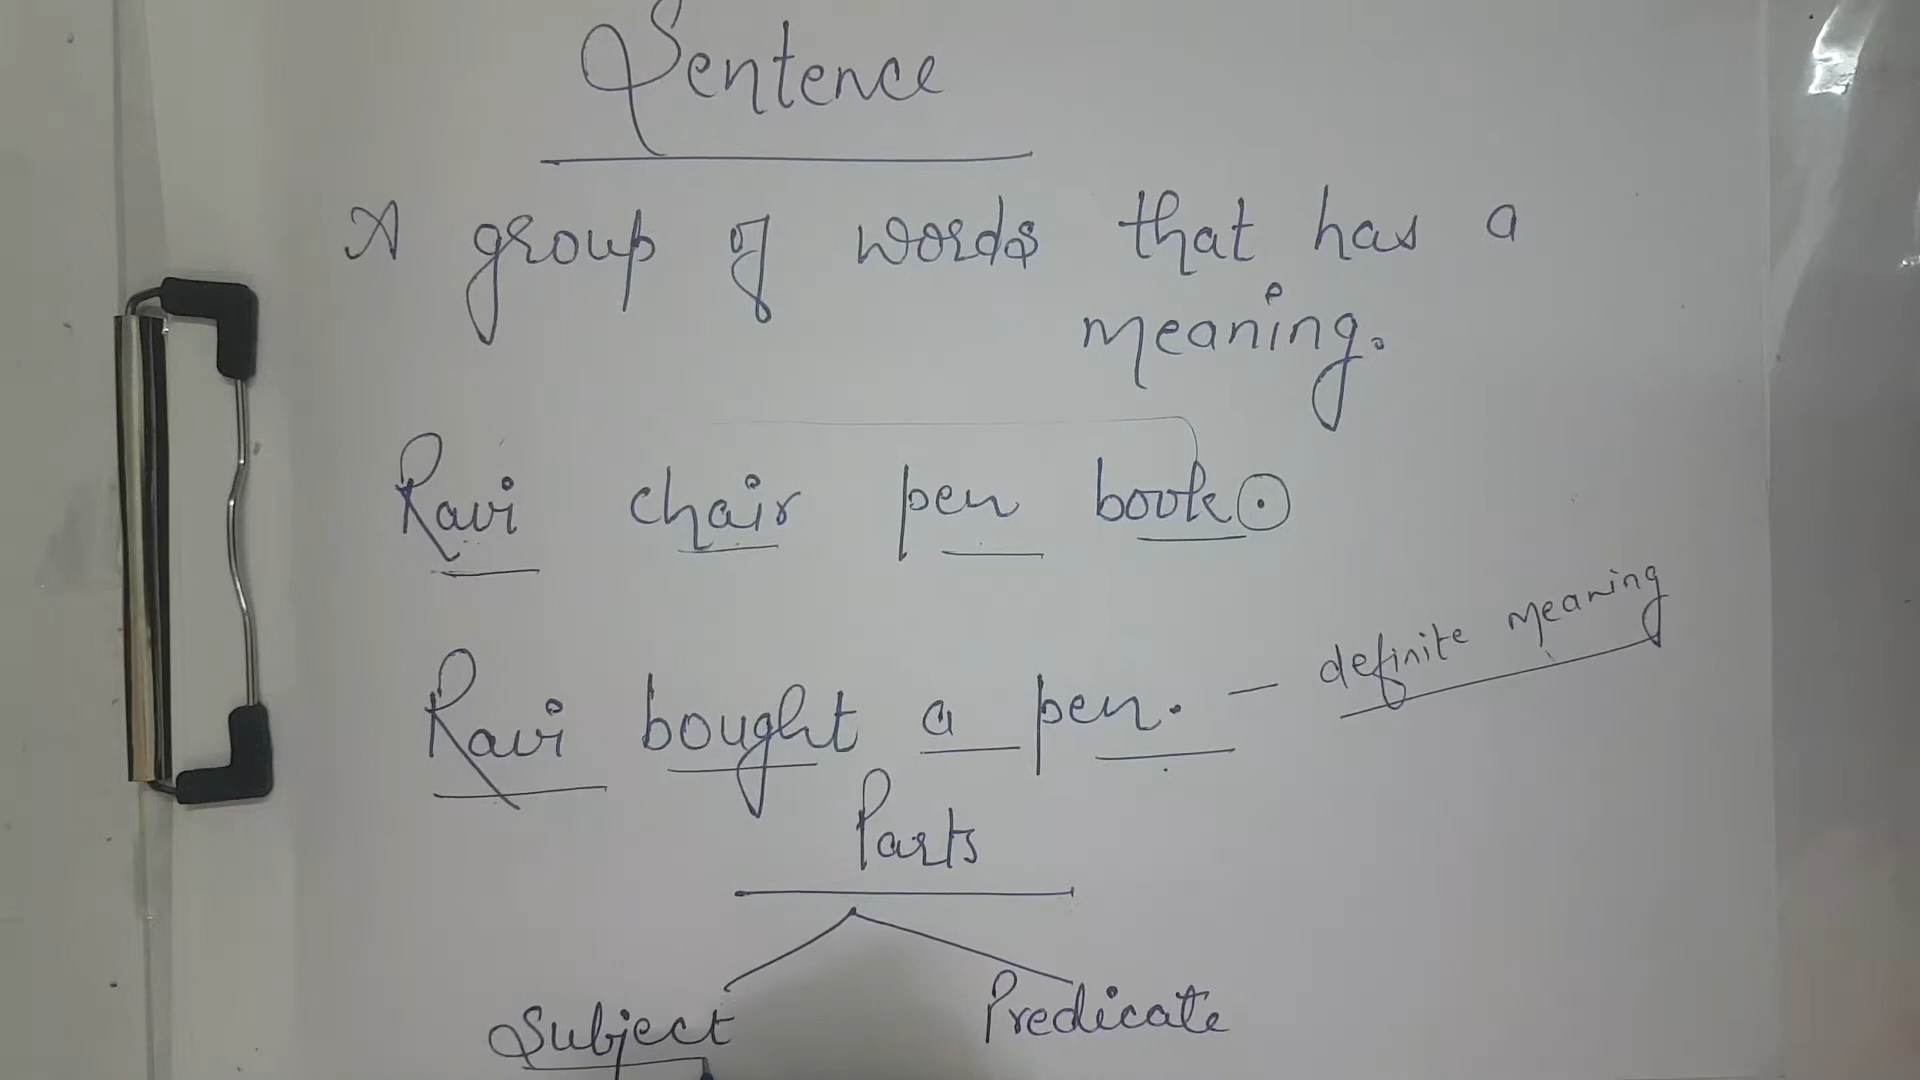 Sentence
A group of words that has a
meaning.
Ravi chair pen book.
Ravi bought a pen. - definite meaning
Parts
Subject Predicate